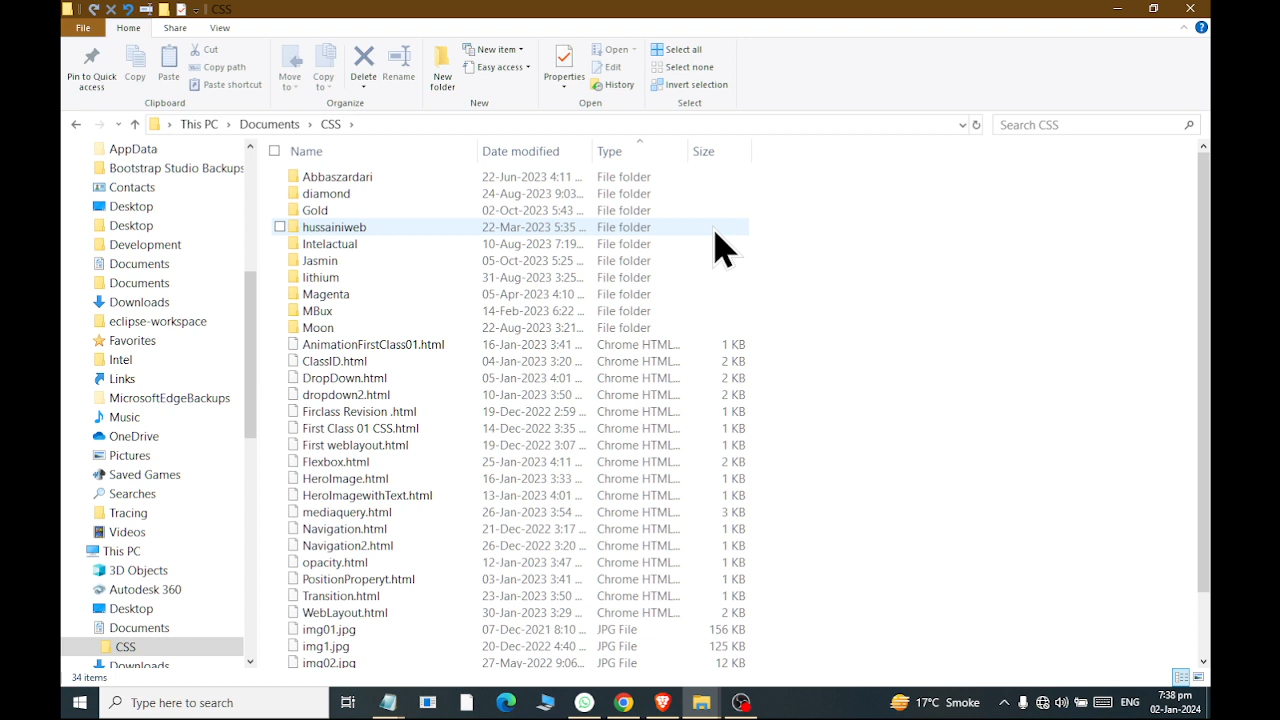 CSS
File Home Share View
Pin to Quick access Copy Paste Cut Copy path Paste shortcut Move to Copy to Delete Rename New folder New item Easy access Properties Open Edit History Select all Select none Invert selection
Clipboard Organize New Open Select
This PC Documents CSS Search CSS
Name Date modified Type Size
AppData
Bootstrap Studio Backups
Contacts
Desktop
Desktop
Development
Documents
Documents
Downloads
eclipse-workspace
Favorites
Intel
Links
MicrosoftEdgeBackups
Music
OneDrive
Pictures
Saved Games
Searches
Tracing
Videos
This PC
3D Objects
Autodesk 360
Desktop
Documents
CSS
Downloads
Abbaszardari 22-Jun-2023 4:11 ... File folder
diamond 24-Aug-2023 9:03... File folder
Gold 02-Oct-2023 5:43 ... File folder
hussainiweb 22-Mar-2023 5:35 ... File folder
Intelactual 10-Aug-2023 7:19... File folder
Jasmin 05-Oct-2023 5:25 ... File folder
lithium 31-Aug-2023 3:25... File folder
Magenta 05-Apr-2023 4:10 ... File folder
MBux 14-Feb-2023 6:22 ... File folder
Moon 22-Aug-2023 3:21... File folder
AnimationFirstClass01.html 16-Jan-2023 3:41 ... Chrome HTML... 1 KB
ClassID.html 04-Jan-2023 3:20 ... Chrome HTML... 2 KB
DropDown.html 05-Jan-2023 4:01 ... Chrome HTML... 2 KB
dropdown2.html 10-Jan-2023 3:50 ... Chrome HTML... 2 KB
Firclass Revision .html 19-Dec-2022 2:59 ... Chrome HTML... 1 KB
First Class 01 CSS.html 14-Dec-2022 3:35 ... Chrome HTML... 1 KB
First weblayout.html 19-Dec-2022 3:07 ... Chrome HTML... 1 KB
Flexbox.html 25-Jan-2023 4:11 ... Chrome HTML... 2 KB
HeroImage.html 16-Jan-2023 3:33 ... Chrome HTML... 1 KB
HeroImagewithText.html 13-Jan-2023 4:01 ... Chrome HTML... 1 KB
mediaquery.html 26-Jan-2023 3:54 ... Chrome HTML... 3 KB
Navigation.html 21-Dec-2022 3:17 ... Chrome HTML... 1 KB
Navigation2.html 26-Dec-2022 3:20 ... Chrome HTML... 1 KB
opacity.html 12-Jan-2023 3:47 ... Chrome HTML... 1 KB
PositionProperyt.html 03-Jan-2023 3:41 ... Chrome HTML... 1 KB
Transition.html 23-Jan-2023 3:50 ... Chrome HTML... 1 KB
WebLayout.html 30-Jan-2023 3:29 ... Chrome HTML... 2 KB
img01.jpg 07-Dec-2021 8:10 ... JPG File 156 KB
img1.jpg 20-Dec-2022 4:40 ... JPG File 125 KB
img02.jpg 27-May-2022 9:06... JPG File 12 KB
34 items
Type here to search 17°C Smoke ENG 7:38 pm
02-Jan-2024